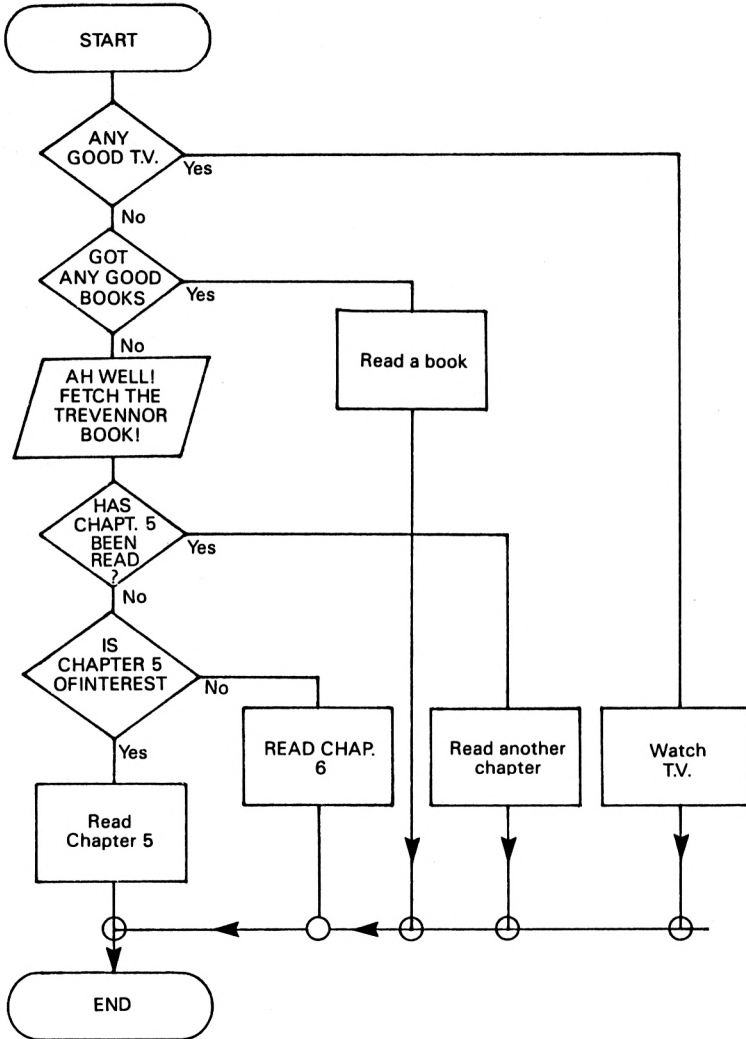 START
ANY
GOOD T.V.
Yes
No
GOT
ANY GOOD
BOOKS
Yes
No
Read a book
AH WELL!
FETCH THE
TREVENNOR
BOOK!
HAS
CHAPT. 5
BEEN
READ
?
Yes
No
IS
CHAPTER 5
OFINTEREST
No
Yes
READ CHAP.
6
Read another
chapter
Watch
T.V.
Read
Chapter 5
END